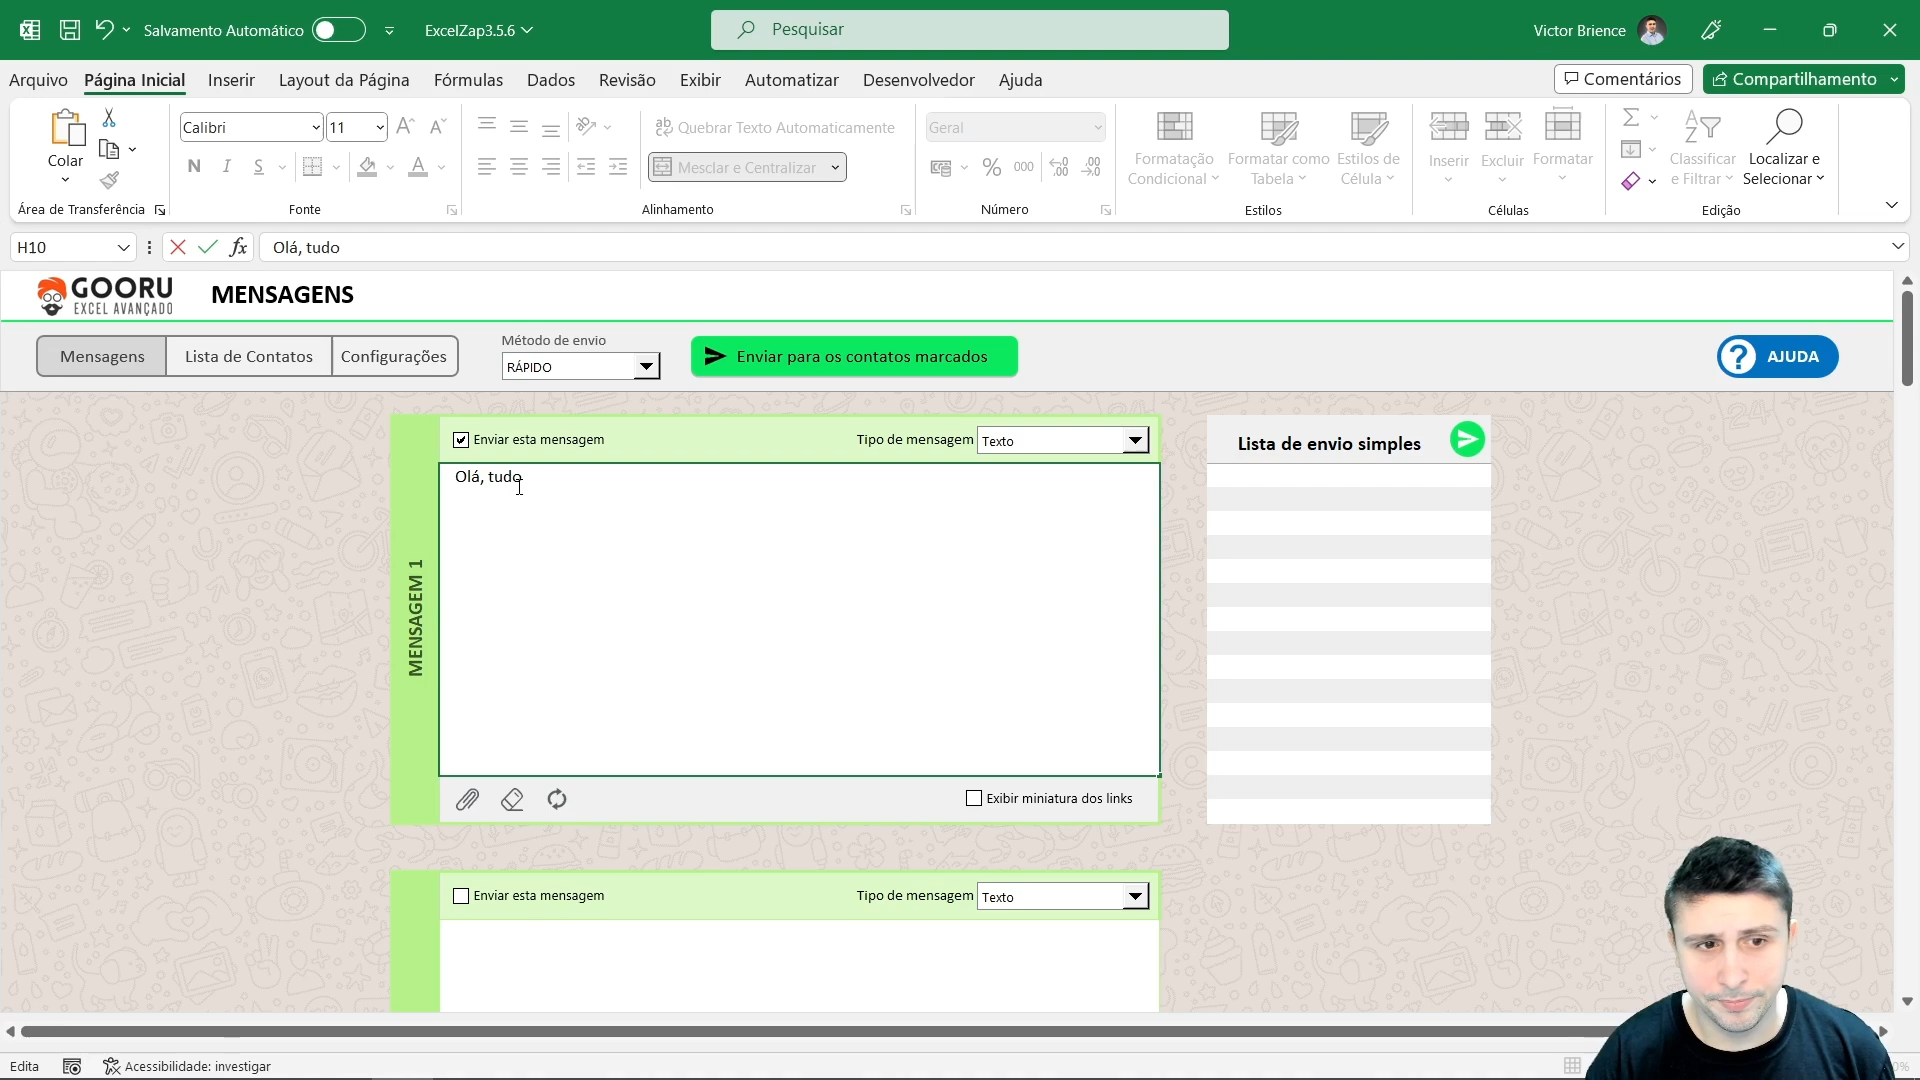 Salvamento Automático
ExcelZap3.5.6
Pesquisar
Victor Brience
Arquivo
Página Inicial
Inserir
Layout da Página
Fórmulas
Dados
Revisão
Exibir
Automatizar
Desenvolvedor
Ajuda
Comentários
Compartilhamento
Colar
Área de Transferência
Calibri
11
N I S
Fonte
Quebrar Texto Automaticamente
Mesclar e Centralizar
Alinhamento
Geral
% 000
Número
Formatação Condicional
Formatar como Tabela
Estilos de Célula
Estilos
Inserir
Excluir
Formatar
Células
Classificar e Filtrar
Localizar e Selecionar
Edição
H10
fx
Olá, tudo
GOORU
EXCEL AVANÇADO
MENSAGENS
Mensagens
Lista de Contatos
Configurações
Método de envio
RÁPIDO
Enviar para os contatos marcados
? AJUDA
MENSAGEM 1
Enviar esta mensagem
Tipo de mensagem
Texto
Olá, tudo
Exibir miniatura dos links
Lista de envio simples
Enviar esta mensagem
Tipo de mensagem
Texto
Edita
Acessibilidade: investigar